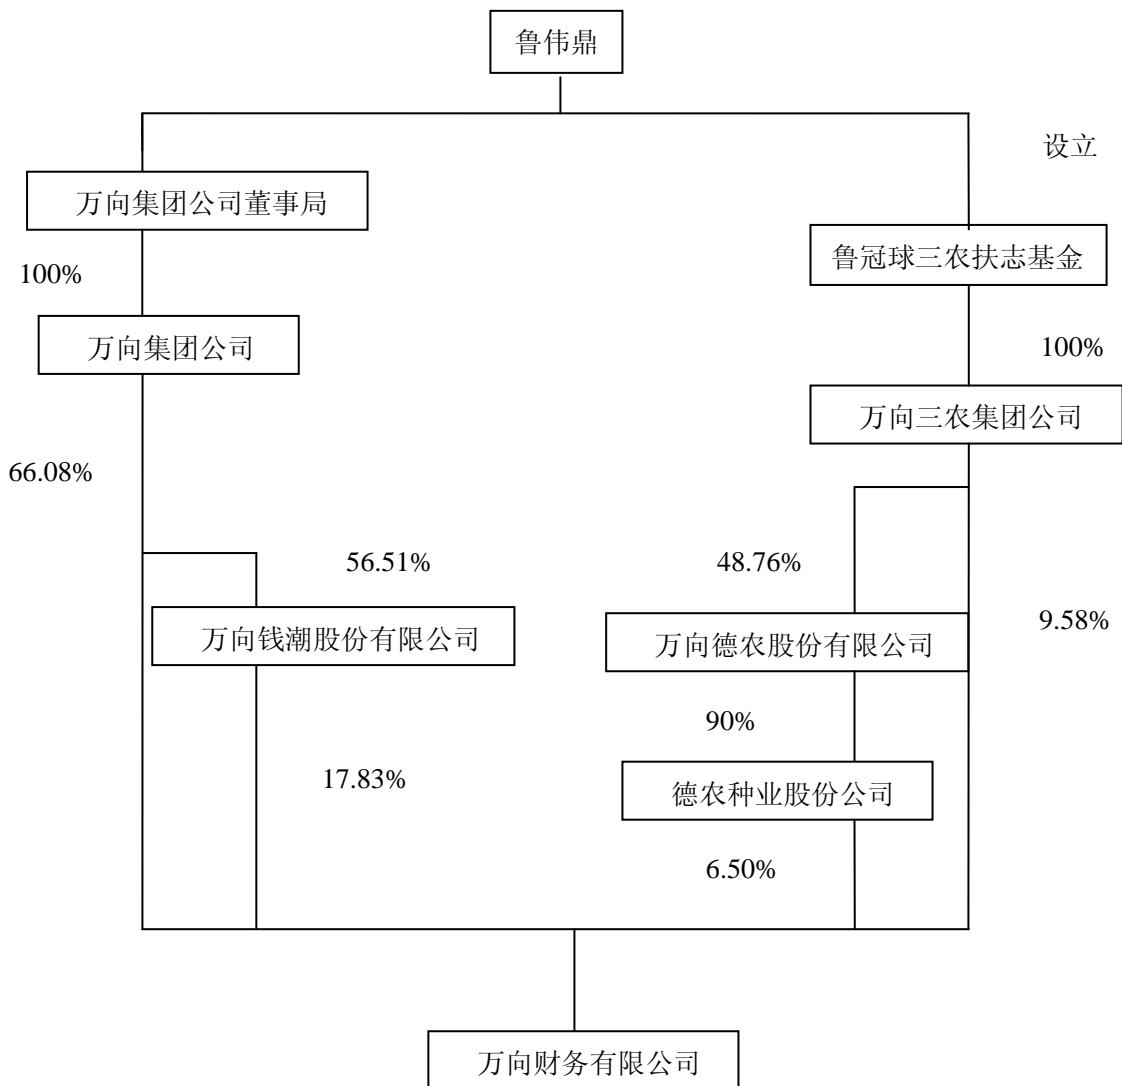 鲁伟鼎
设立
万向集团公司董事局
鲁冠球三农扶志基金
100%
万向集团公司
100%
万向三农集团公司
66.08%
56.51%
48.76%
万向钱潮股份有限公司
万向德农股份有限公司
9.58%
90%
17.83%
德农种业股份公司
6.50%
万向财务有限公司